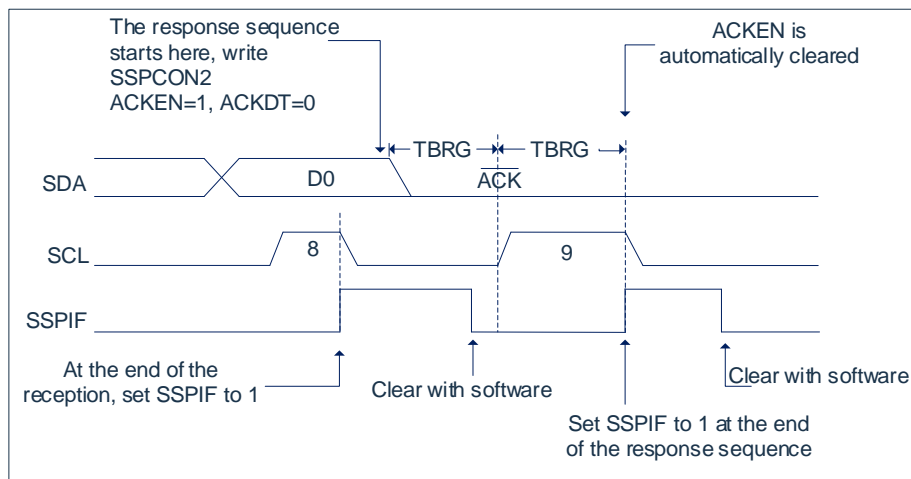 The response sequence
starts here, write
SSPCON2
ACKEN=1, ACKDT=0
ACKEN is
automatically cleared
TBRG
TBRG
SDA
D0
ACK
SCL
8
9
SSPIF
At the end of the
reception, set SSPIF to 1
Clear with software
Set SSPIF to 1 at the end
of the response sequence
Clear with software